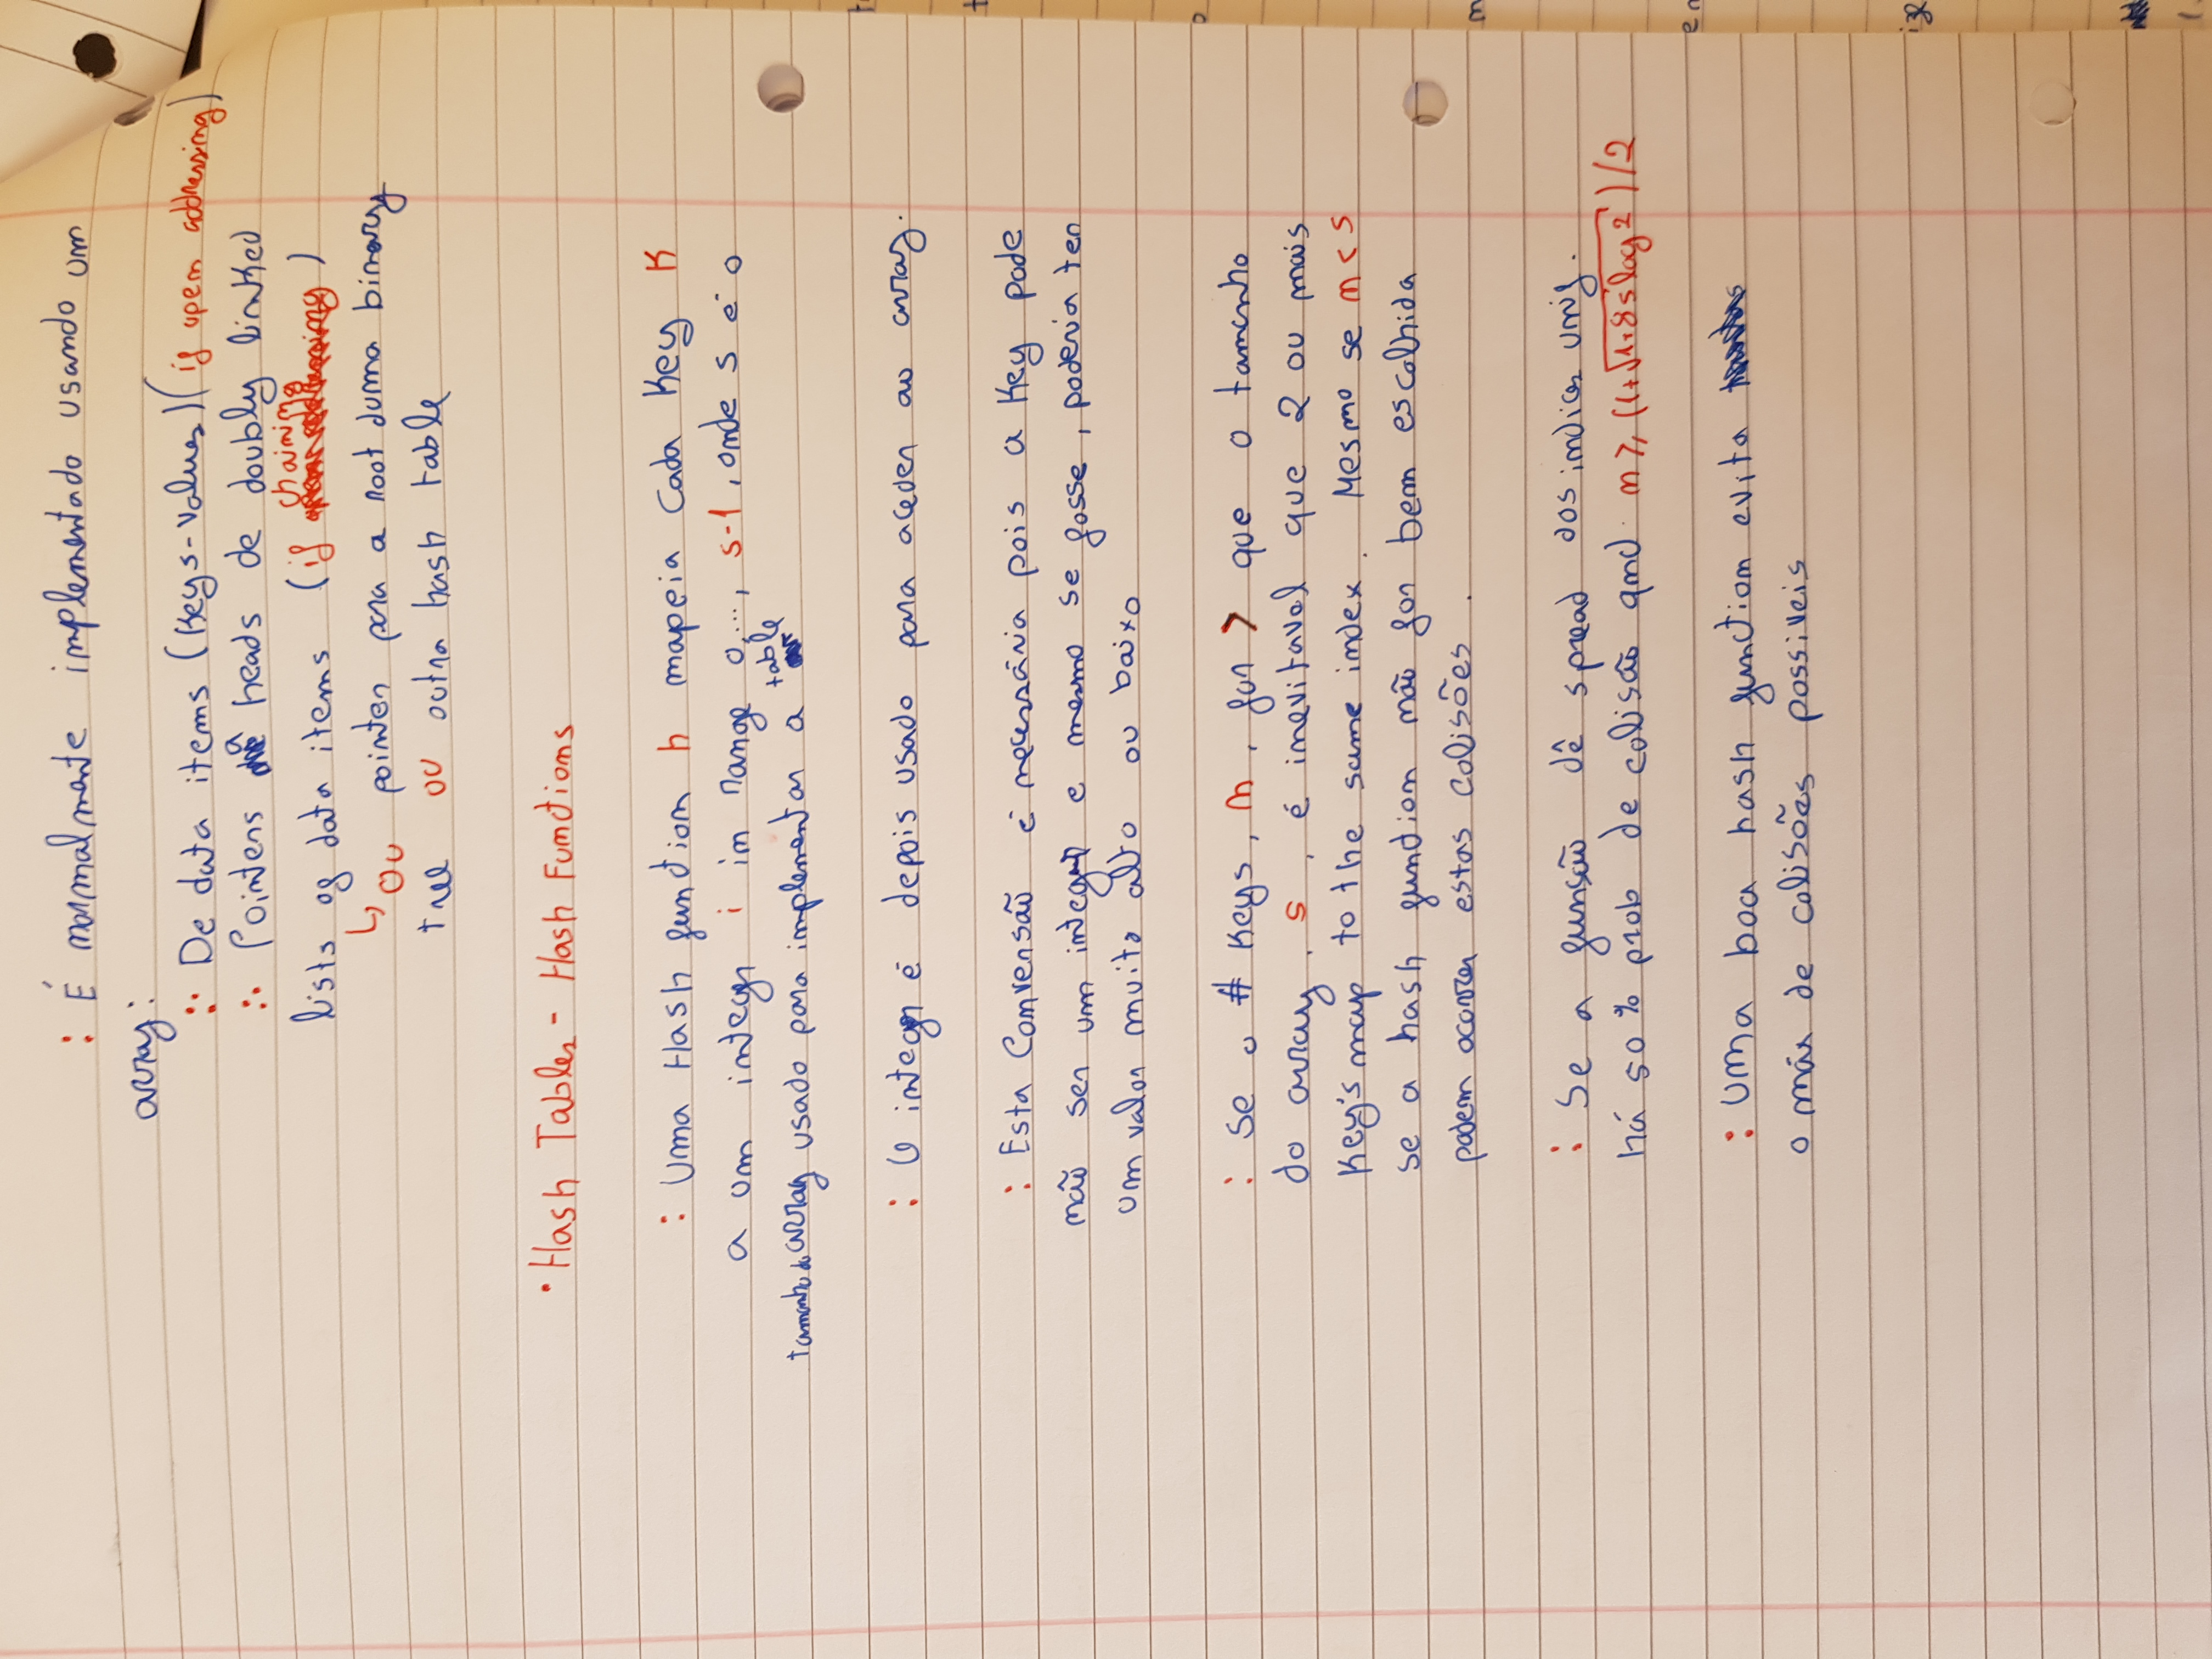 : É normalmente implementado usando um
array:
∵ De data items (Keys-Values) (if open addressing)
∴ Pointers a heads de doubly linked
lists of data items (if chaining)
↳ ou pointer para a root duma binary
tree ou outra hash table
• Hash Tables - Hash Functions
: Uma Hash function h mapeia cada Key K
a um integer i in range 0,..., s-1, onde s é o
tamanho do array usado para implementar a table
: O integer é depois usado para aceder ao array.
: Esta Conversão é necessária pois a Key pode
não ser um integer e mesmo se fosse, poderia ter
um valor muito alto ou baixo
: Se o # Keys, n, for > que o tamanho
do array, s, é inevitavel que 2 ou mais
Key's map to the same index. Mesmo se n < s
se a hash function não for bem escolhida
podem ocorrer estas colisões.
: Se a função dê spread dos indices unif.
há 50% prob de colisão qnd n ≥ (1+√1+8s log 2)/2
: Uma boa hash function evita
o máx de colisões possiveis